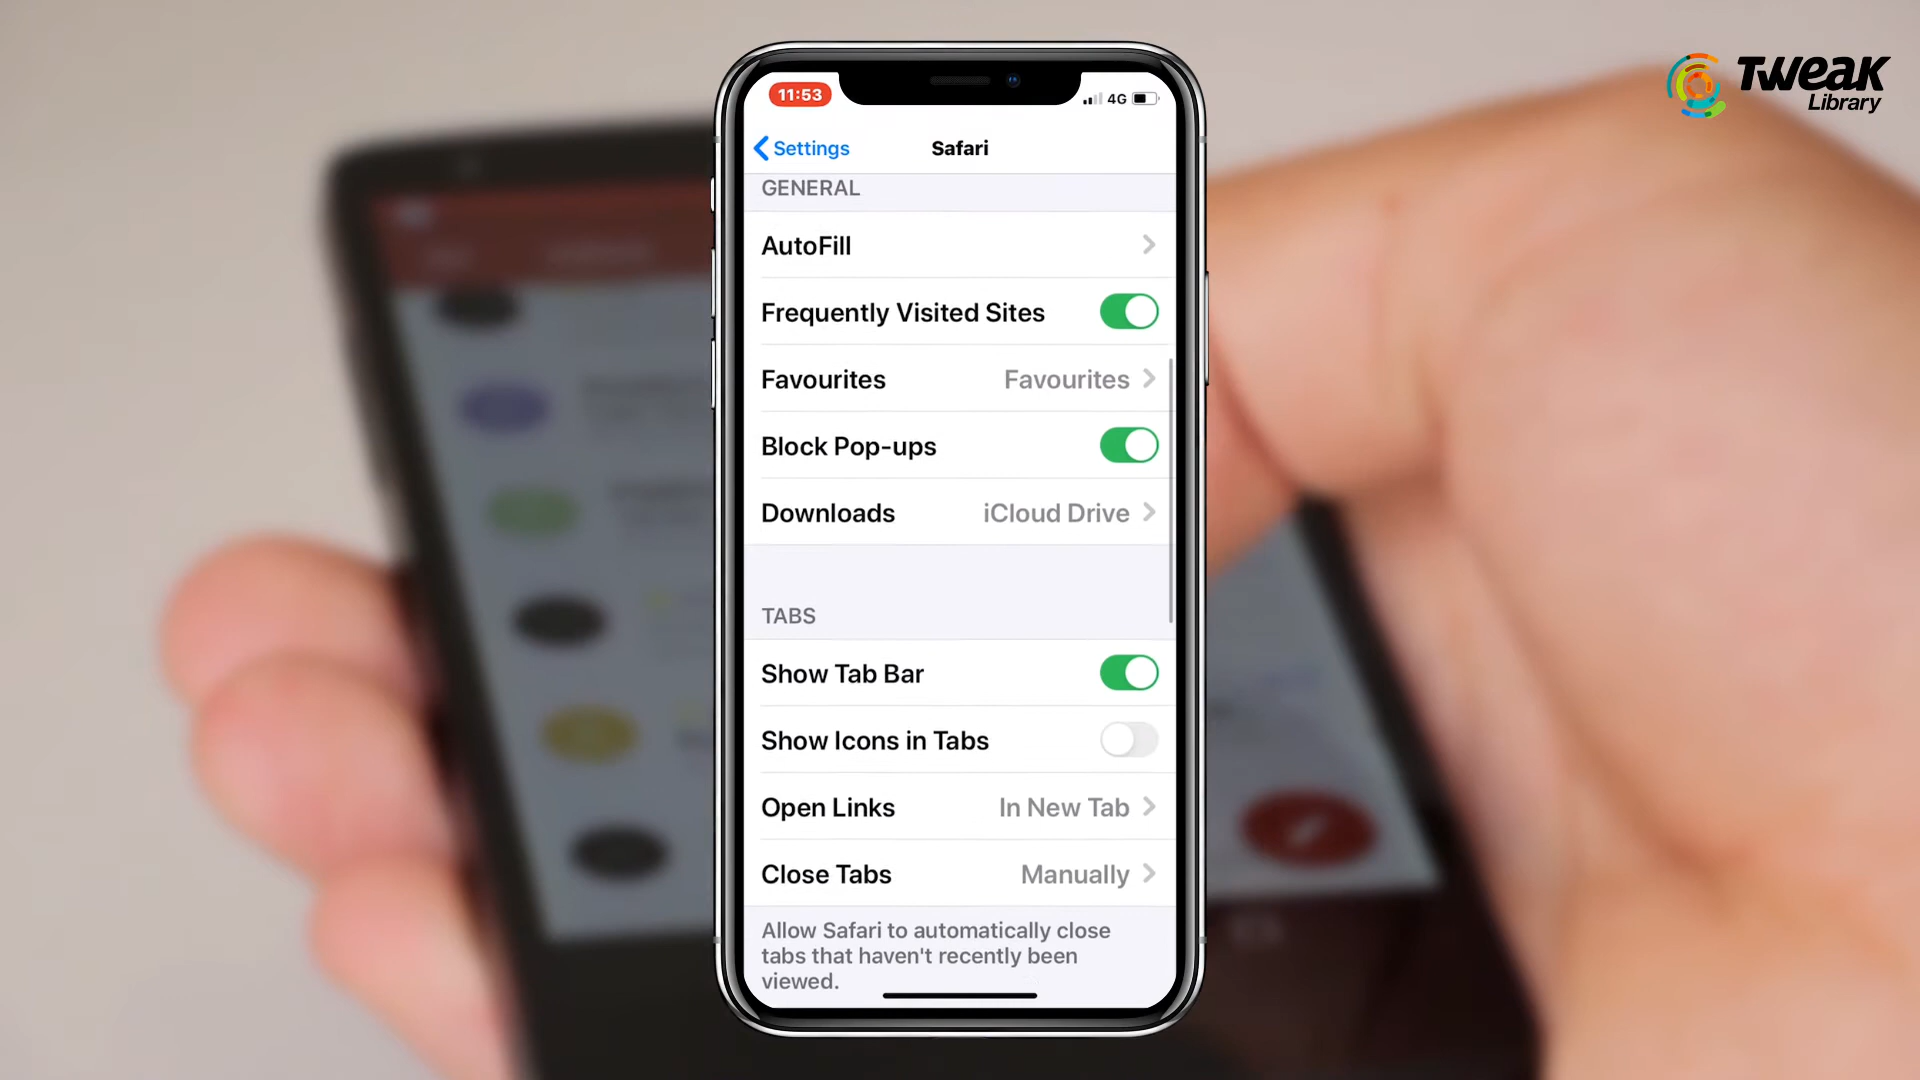 TWEAK
Library
11:53
4G
Settings
Safari
GENERAL
AutoFill
Frequently Visited Sites
Favourites Favourites
Block Pop-ups
Downloads iCloud Drive
TABS
Show Tab Bar
Show Icons in Tabs
Open Links In New Tab
Close Tabs Manually
Allow Safari to automatically close
tabs that haven't recently been
viewed.